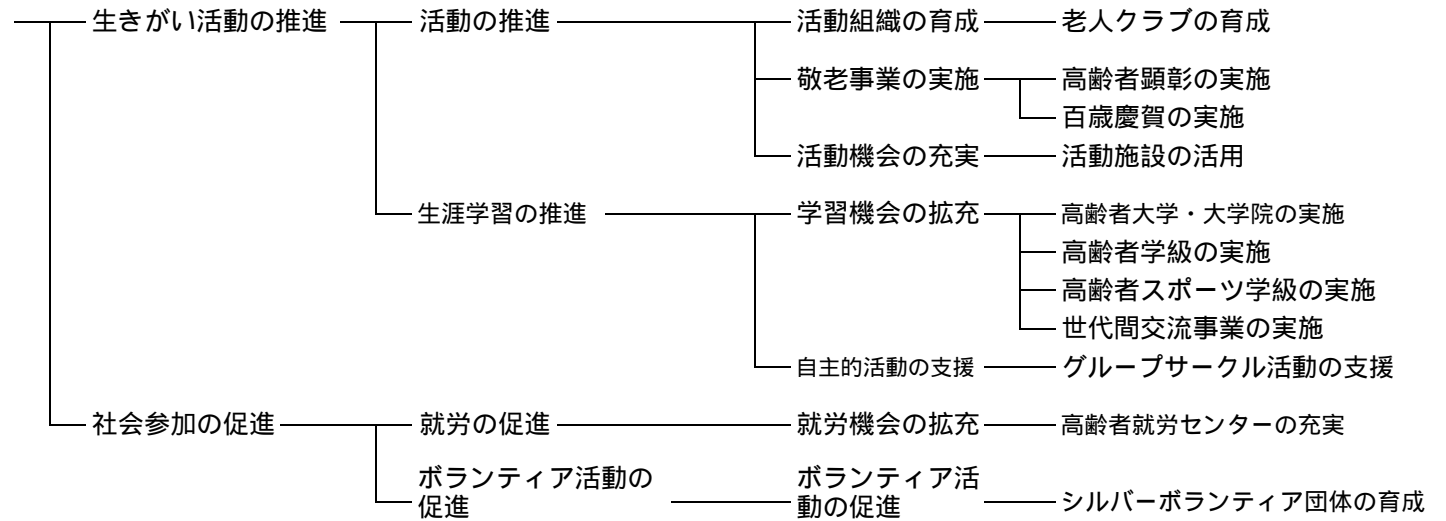 生きがい活動の推進 活動の推進 活動組織の育成 老人クラブの育成
敬老事業の実施 高齢者顕彰の実施
百歳慶賀の実施
活動機会の充実 活動施設の活用
生涯学習の推進 学習機会の拡充 高齢者大学・大学院の実施
高齢者学級の実施
高齢者スポーツ学級の実施
世代間交流事業の実施
自主的活動の支援 グループサークル活動の支援
社会参加の促進 就労の促進 就労機会の拡充 高齢者就労センターの充実
ボランティア活動の
促進
ボランティア活
動の促進
シルバーボランティア団体の育成